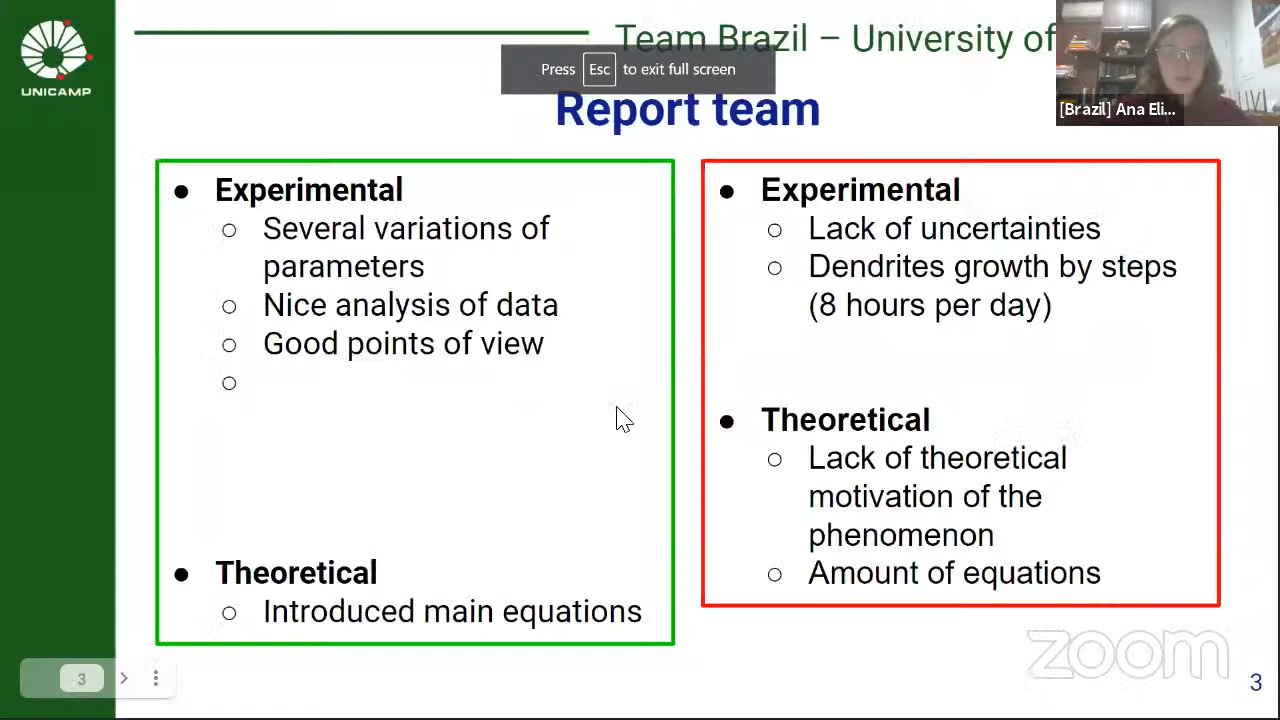 Team Brazil – University of
Press Esc to exit full screen
[Brazil] Ana Eli...
UNICAMP
Report team
Experimental
Several variations of
parameters
Nice analysis of data
Good points of view
Theoretical
Introduced main equations
Experimental
Lack of uncertainties
Dendrites growth by steps
(8 hours per day)
Theoretical
Lack of theoretical
motivation of the
phenomenon
Amount of equations
zoom
3
3